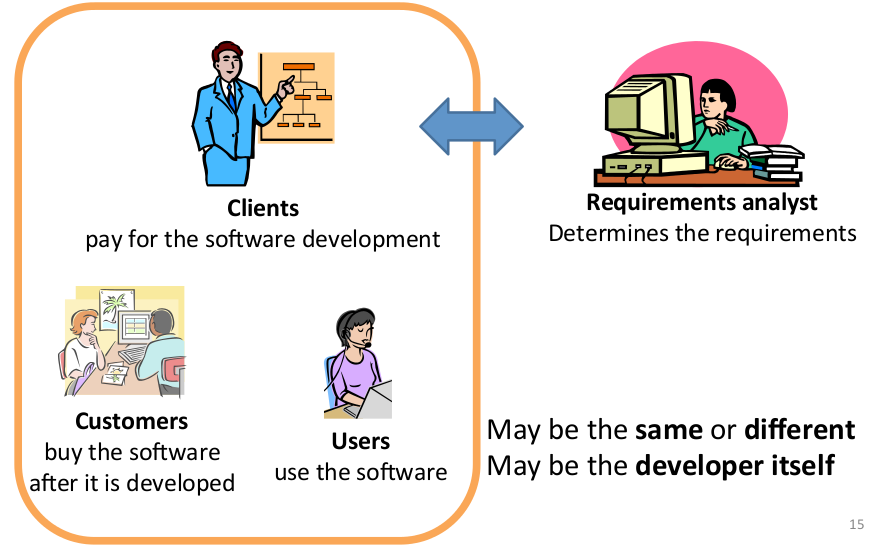 Clients
pay for the software development
Requirements analyst
Determines the requirements
Customers
buy the software
after it is developed
Users
use the software
May be the same or different
May be the developer itself
15